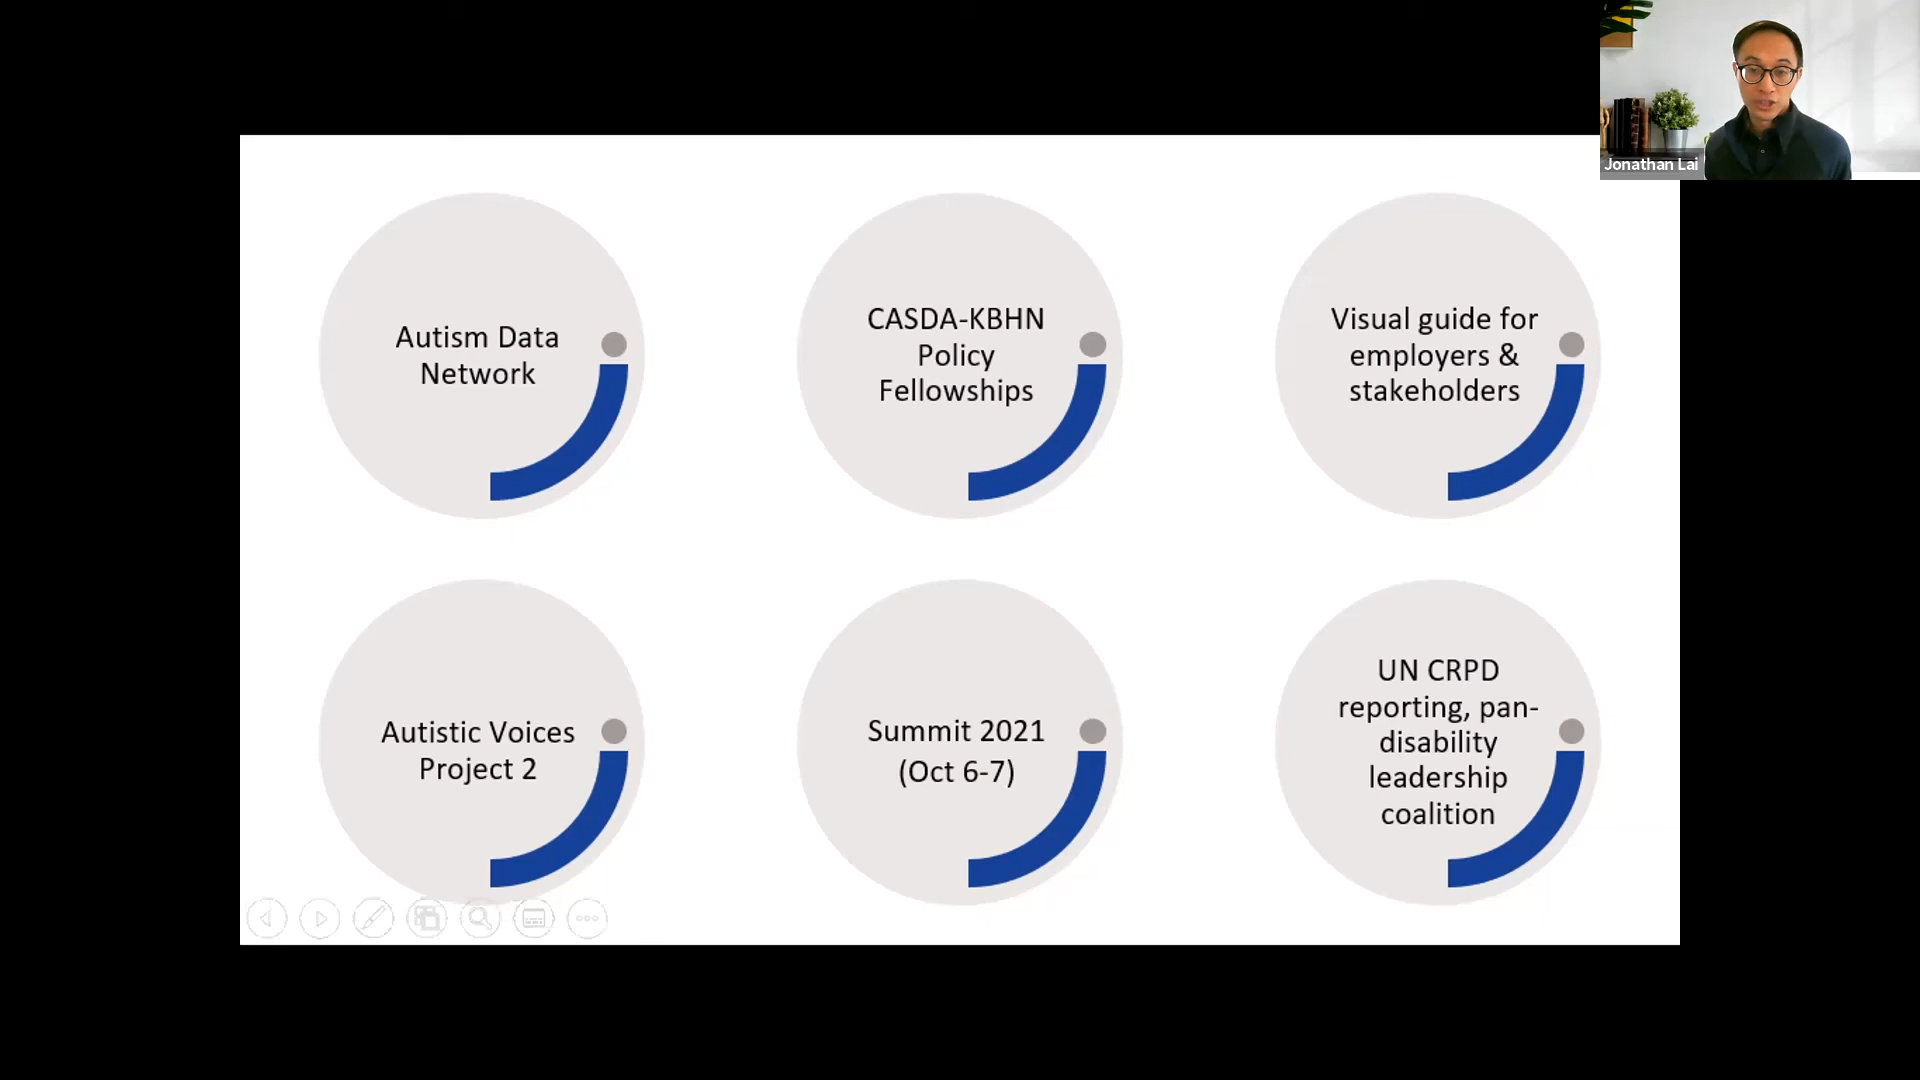 Jonathan Lai
Autism Data
Network
CASDA-KBHN
Policy
Fellowships
Visual guide for
employers &
stakeholders
Autistic Voices
Project 2
Summit 2021
(Oct 6-7)
UN CRPD
reporting, pan-
disability
leadership
coalition